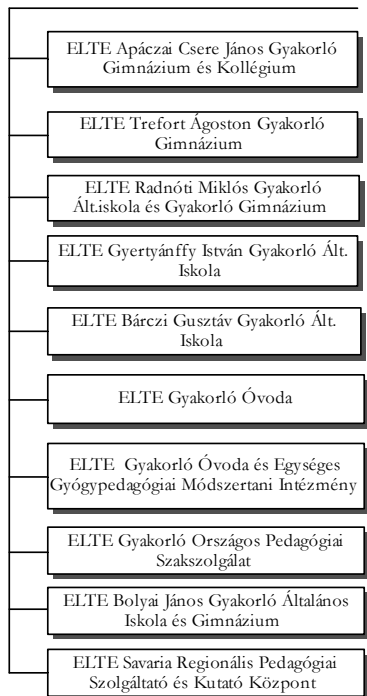 ELTE Apáczai Csere János Gyakorló
Gimnázium és Kollégium
ELTE Trefort Ágoston Gyakorló
Gimnázium
ELTE Radnóti Miklós Gyakorló
Ált.iskola és Gyakorló Gimnázium
ELTE Gyertyánffy István Gyakorló Ált.
Iskola
ELTE Bárczi Gusztáv Gyakorló Ált.
Iskola
ELTE Gyakorló Óvoda
ELTE Gyakorló Óvoda és Egységes
Gyógypedagógiai Módszertani Intézmény
ELTE Gyakorló Országos Pedagógiai
Szakszolgálat
ELTE Bolyai János Gyakorló Általános
Iskola és Gimnázium
ELTE Savaria Regionális Pedagógiai
Szolgáltató és Kutató Központ